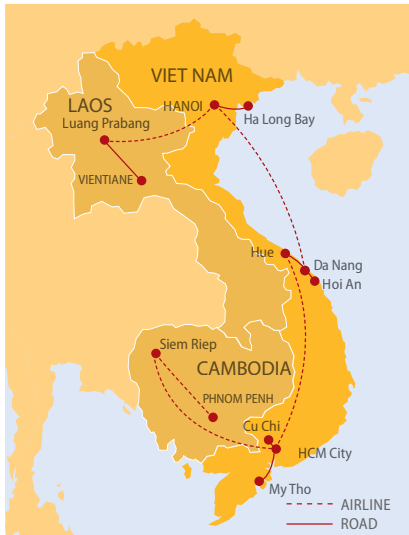 VIET NAM
LAOS
HANOI
Luang Prabang
Ha Long Bay
VIENTIANE
Hue
Da Nang
Hoi An
Siem Riep
CAMBODIA
PHNOM PENH
Cu Chi
HCM City
My Tho
AIRLINE
ROAD